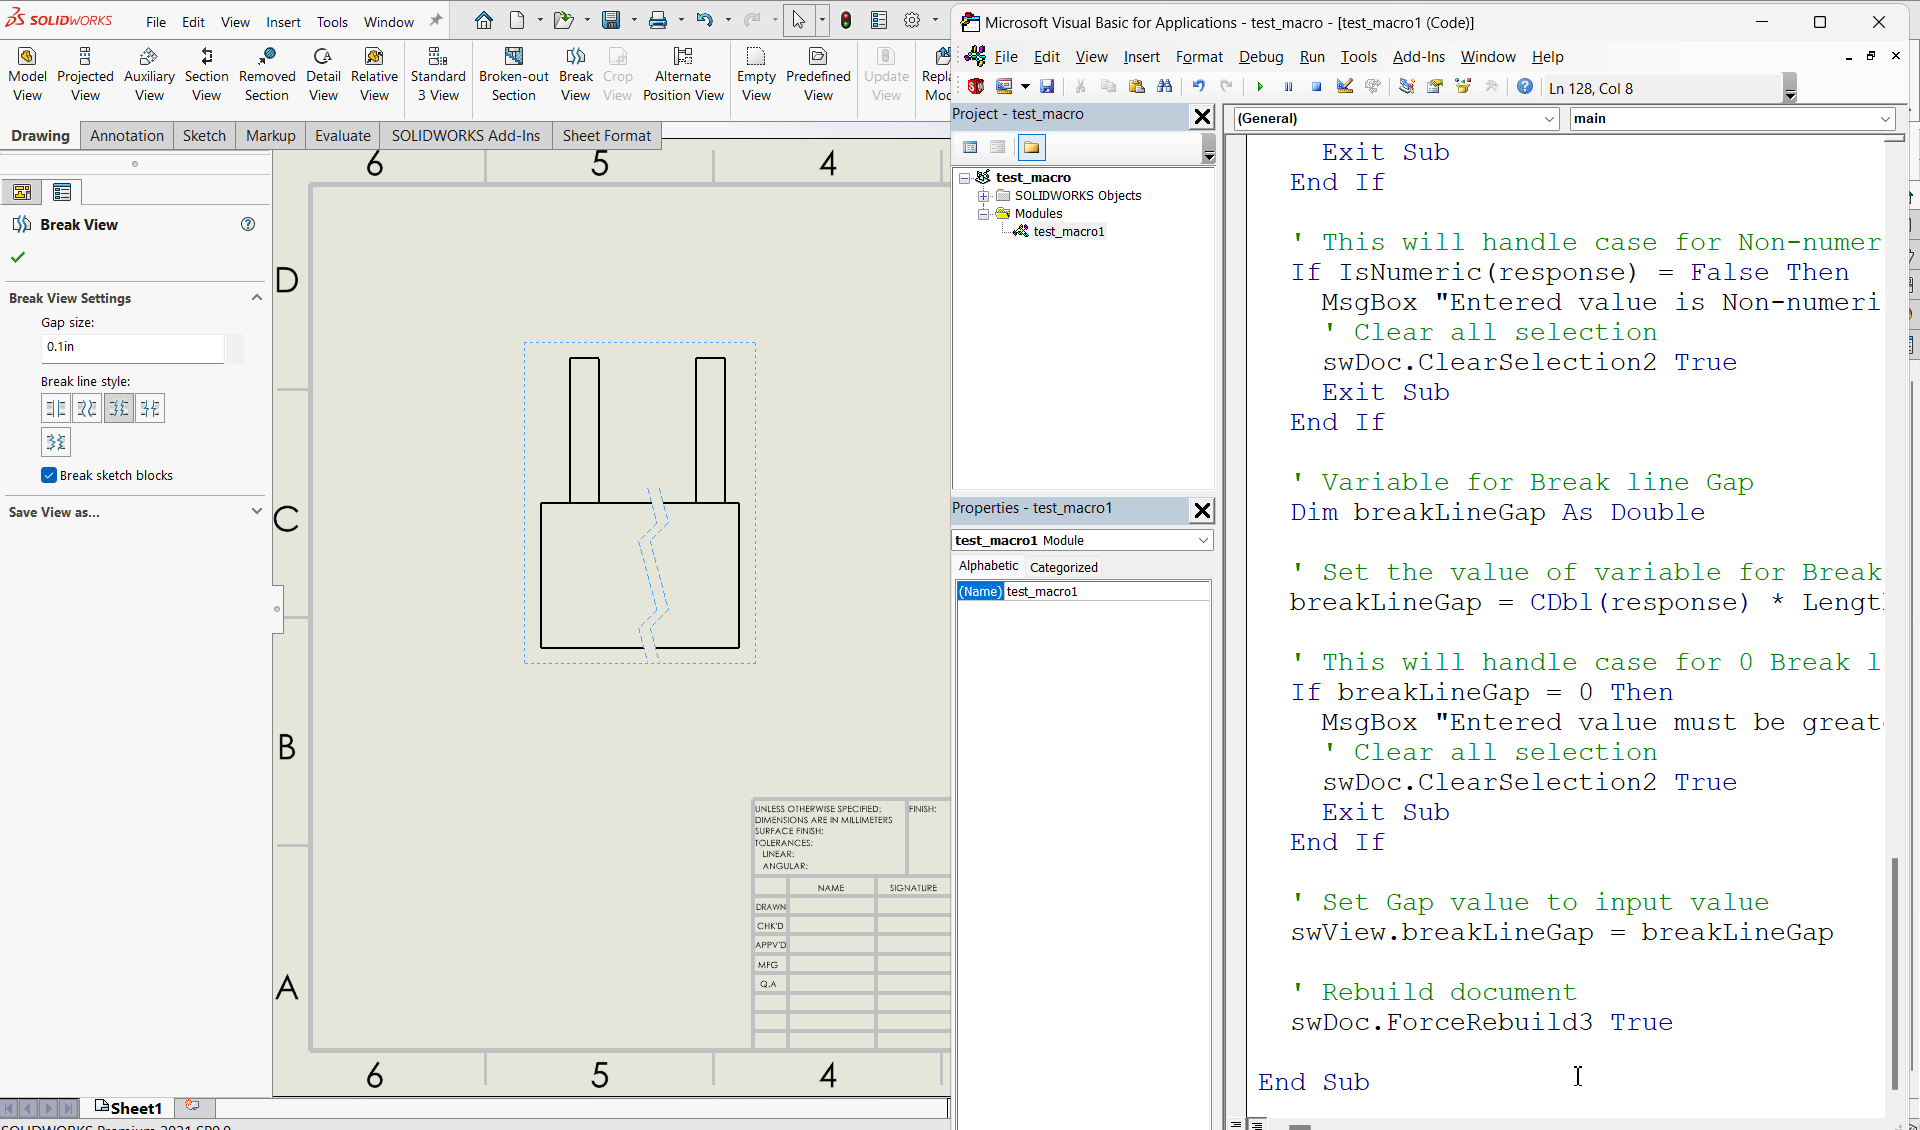 SOLIDWORKS
File Edit View Insert Tools Window
Model View
Projected View
Auxiliary View
Section View
Removed Section
Detail View
Relative View
Standard 3 View
Broken-out Section
Break View
Crop View
Alternate Position View
Empty View
Predefined View
Update View
Drawing Annotation Sketch Markup Evaluate SOLIDWORKS Add-Ins Sheet Format
Break View
Break View Settings
Gap size:
0.1in
Break line style:
Break sketch blocks
Save View as...
6 5 4
D
C
B
A
UNLESS OTHERWISE SPECIFIED:
DIMENSIONS ARE IN MILLIMETERS
SURFACE FINISH:
TOLERANCES:
LINEAR:
ANGULAR:
FINISH:
NAME SIGNATURE
DRAWN
CHK'D
APPV'D
MFG
Q.A
6 5 4
Sheet1
Microsoft Visual Basic for Applications - test_macro - [test_macro1 (Code)]
File Edit View Insert Format Debug Run Tools Add-Ins Window Help
Ln 128, Col 8
Project - test_macro
test_macro
SOLIDWORKS Objects
Modules
test_macro1
Properties - test_macro1
test_macro1 Module
Alphabetic Categorized
(Name) test_macro1
(General) main
Exit Sub
End If
' This will handle case for Non-numer
If IsNumeric(response) = False Then
MsgBox "Entered value is Non-numeri
' Clear all selection
swDoc.ClearSelection2 True
Exit Sub
End If
' Variable for Break line Gap
Dim breakLineGap As Double
' Set the value of variable for Break
breakLineGap = CDbl(response) * Lengt
' This will handle case for 0 Break l
If breakLineGap = 0 Then
MsgBox "Entered value must be great
' Clear all selection
swDoc.ClearSelection2 True
Exit Sub
End If
' Set Gap value to input value
swView.breakLineGap = breakLineGap
' Rebuild document
swDoc.ForceRebuild3 True
End Sub